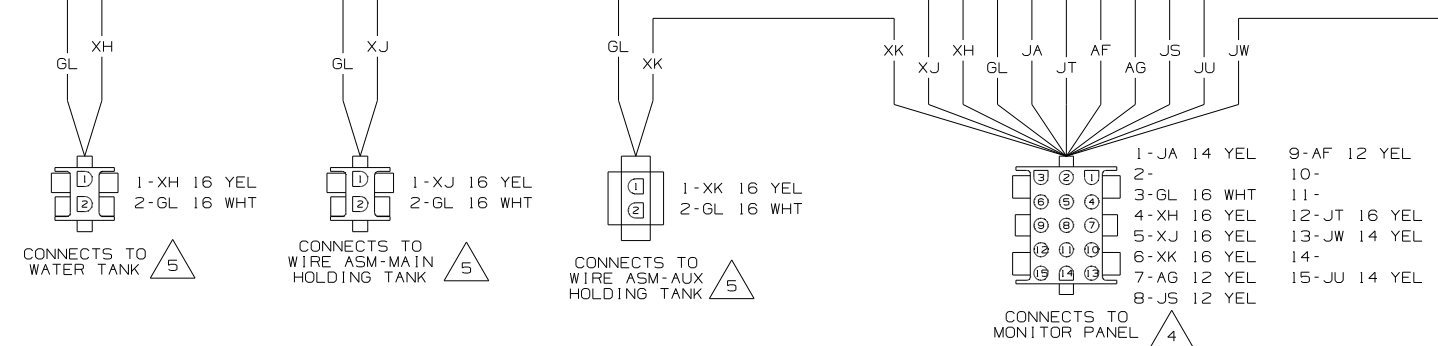 GL
XH
1
2
1-XH 16 YEL
2-GL 16 WHT
CONNECTS TO
WATER TANK
5
GL
XJ
1
2
1-XJ 16 YEL
2-GL 16 WHT
CONNECTS TO
WIRE ASM-MAIN
HOLDING TANK
5
GL
XK
1
2
1-XK 16 YEL
2-GL 16 WHT
CONNECTS TO
WIRE ASM-AUX
HOLDING TANK
5
XK
XJ
XH
GL
JA
JT
AF
AG
JS
JU
JW
3 2 1
6 5 4
9 8 7
12 11 10
15 14 13
1-JA 14 YEL
2-
3-GL 16 WHT
4-XH 16 YEL
5-XJ 16 YEL
6-XK 16 YEL
7-AG 12 YEL
8-JS 12 YEL
9-AF 12 YEL
10-
11-
12-JT 16 YEL
13-JW 14 YEL
14-
15-JU 14 YEL
CONNECTS TO
MONITOR PANEL
4